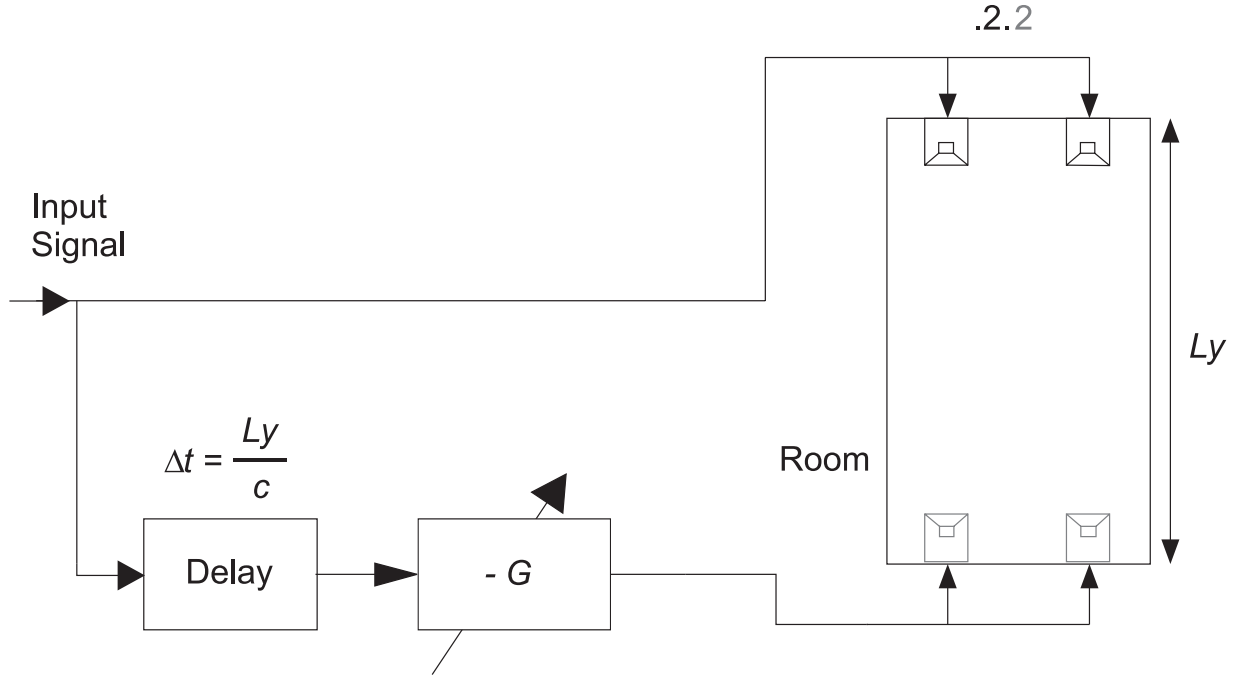 .2.2
Input
Signal
Ly
Δt = Ly
c
Room
Delay
- G